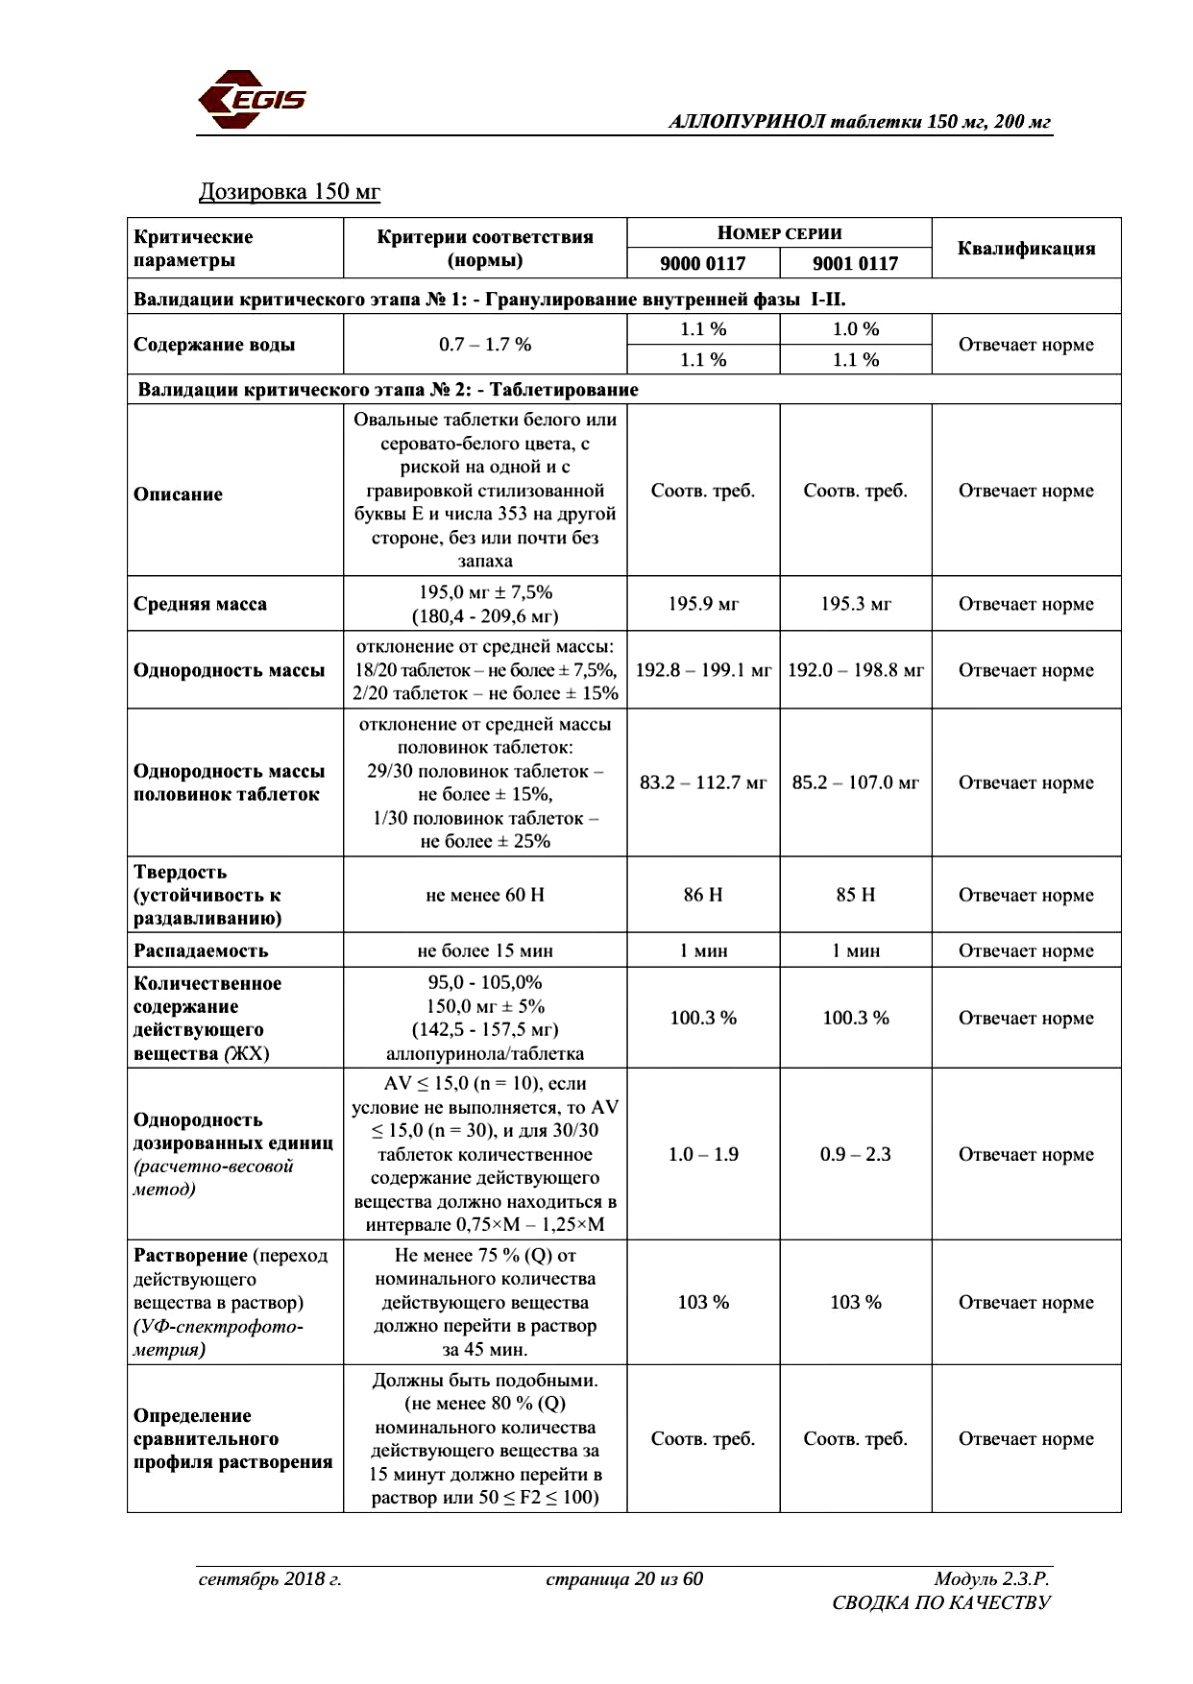 EGIS
АЛЛОПУРИНОЛ таблетки 150 мг, 200 мг
Дозировка 150 мг
Критические
параметры
Критерии соответствия
(нормы)
НОМЕР СЕРИИ
9000 0117
9001 0117
Квалификация
Валидации критического этапа № 1: - Гранулирование внутренней фазы I-II.
Содержание воды
0.7 – 1.7 %
1.1 %
1.0 %
1.1 %
1.1 %
Отвечает норме
Валидации критического этапа № 2: - Таблетирование
Описание
Овальные таблетки белого или
серовато-белого цвета, с
риской на одной и с
гравировкой стилизованной
буквы Е и числа 353 на другой
стороне, без или почти без
запаха
Соотв. треб.
Соотв. треб.
Отвечает норме
Средняя масса
195,0 мг ± 7,5%
(180,4 - 209,6 мг)
195.9 мг
195.3 мг
Отвечает норме
Однородность массы
отклонение от средней массы:
18/20 таблеток – не более ± 7,5%,
2/20 таблеток – не более ± 15%
192.8 – 199.1 мг
192.0 – 198.8 мг
Отвечает норме
Однородность массы
половинок таблеток
отклонение от средней массы
половинок таблеток:
29/30 половинок таблеток –
не более ± 15%,
1/30 половинок таблеток –
не более ± 25%
83.2 – 112.7 мг
85.2 – 107.0 мг
Отвечает норме
Твердость
(устойчивость к
раздавливанию)
не менее 60 Н
86 Н
85 Н
Отвечает норме
Распадаемость
не более 15 мин
1 мин
1 мин
Отвечает норме
Количественное
содержание
действующего
вещества (ЖХ)
95,0 - 105,0%
150,0 мг ± 5%
(142,5 - 157,5 мг)
аллопуринола/таблетка
100.3 %
100.3 %
Отвечает норме
Однородность
дозированных единиц
(расчетно-весовой
метод)
AV ≤ 15,0 (n = 10), если
условие не выполняется, то AV
≤ 15,0 (n = 30), и для 30/30
таблеток количественное
содержание действующего
вещества должно находиться в
интервале 0,75×М – 1,25×М
1.0 – 1.9
0.9 – 2.3
Отвечает норме
Растворение (переход
действующего
вещества в раствор)
(УФ-спектрофото-
метрия)
Не менее 75 % (Q) от
номинального количества
действующего вещества
должно перейти в раствор
за 45 мин.
103 %
103 %
Отвечает норме
Определение
сравнительного
профиля растворения
Должны быть подобными.
(не менее 80 % (Q)
номинального количества
действующего вещества за
15 минут должно перейти в
раствор или 50 ≤ F2 ≤ 100)
Соотв. треб.
Соотв. треб.
Отвечает норме
сентябрь 2018 г.
страница 20 из 60
Модуль 2.3.Р.
СВОДКА ПО КАЧЕСТВУ